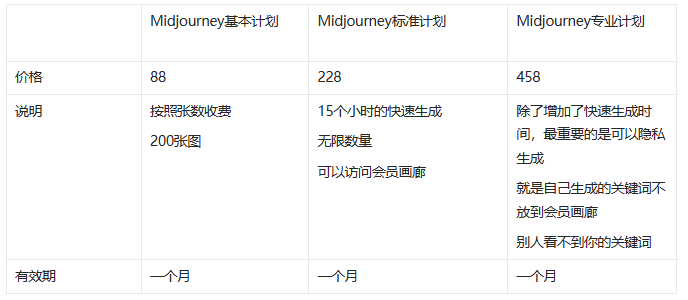 Midjourney基本计划 Midjourney标准计划 Midjourney专业计划
价格 88 228 458
说明 按照张数收费 15个小时的快速生成 除了增加了快速生成时
200张图 无限数量 间，最重要的是可以隐私
可以访问会员画廊 生成
就是自己生成的关键词不
放到会员画廊
别人看不到你的关键词
有效期 一个月 一个月 一个月